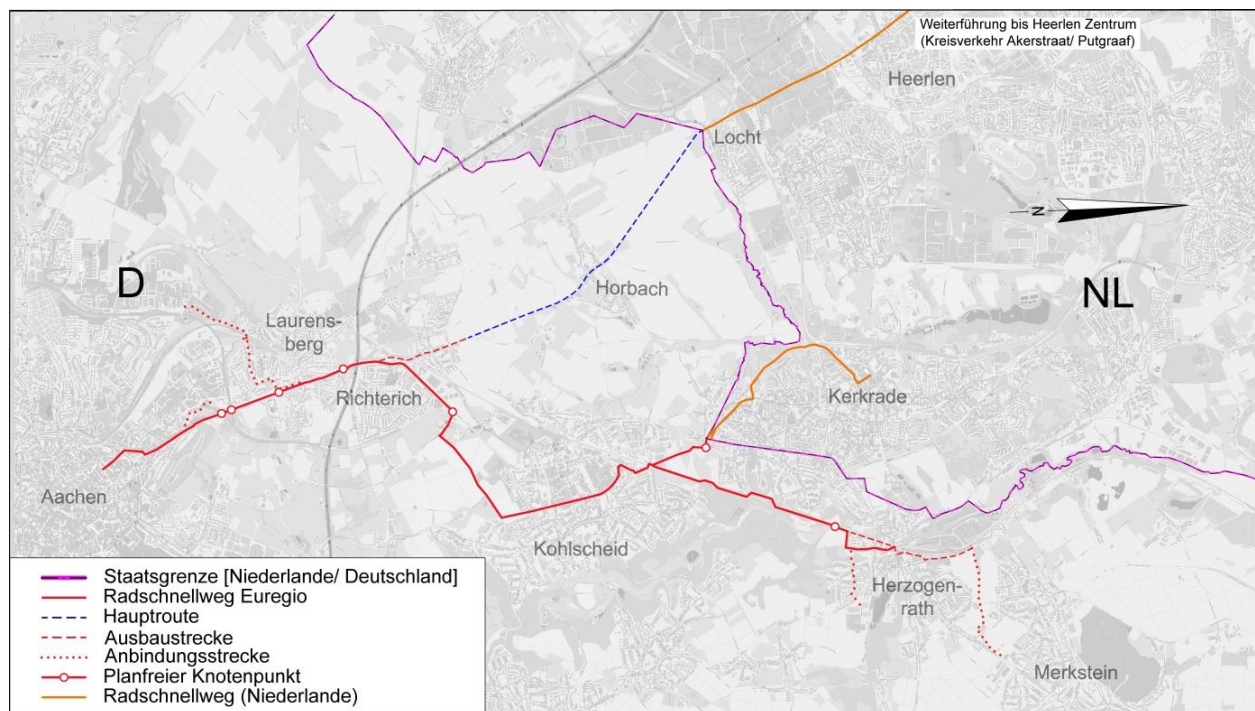 Weiterführung bis Heerlen Zentrum
(Kreisverkehr Akerstraat/ Putgraaf)
Heerlen
Locht
N
D
NL
Horbach
Laurens-
berg
Richterich
Kerkrade
Aachen
Kohlscheid
Herzogen-
rath
Merkstein
Staatsgrenze [Niederlande/ Deutschland]
Radschnellweg Euregio
Hauptroute
Ausbaustrecke
Anbindungsstrecke
Planfreier Knotenpunkt
Radschnellweg (Niederlande)